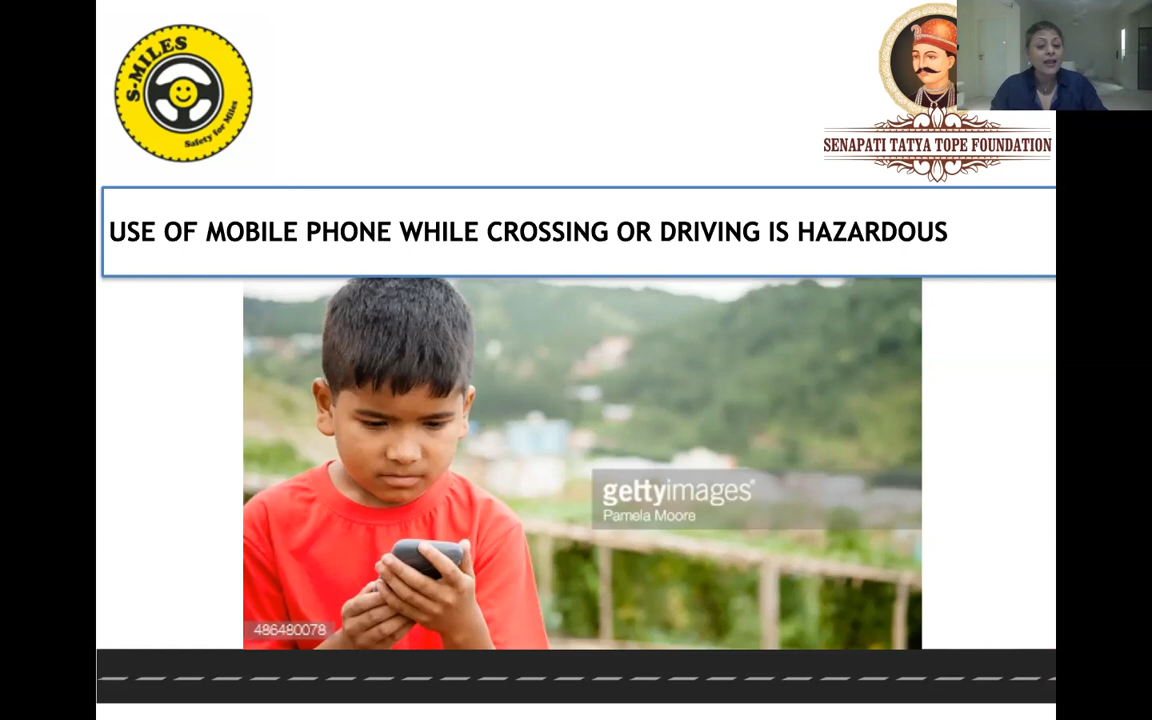 S-MILES
Safety for Miles
SENAPATI TATYA TOPE FOUNDATION
USE OF MOBILE PHONE WHILE CROSSING OR DRIVING IS HAZARDOUS
gettyimages®
Pamela Moore
486480078